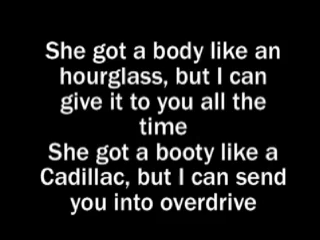 She got a body like an
hourglass, but I can
give it to you all the
time
She got a booty like a
Cadillac, but I can send
you into overdrive